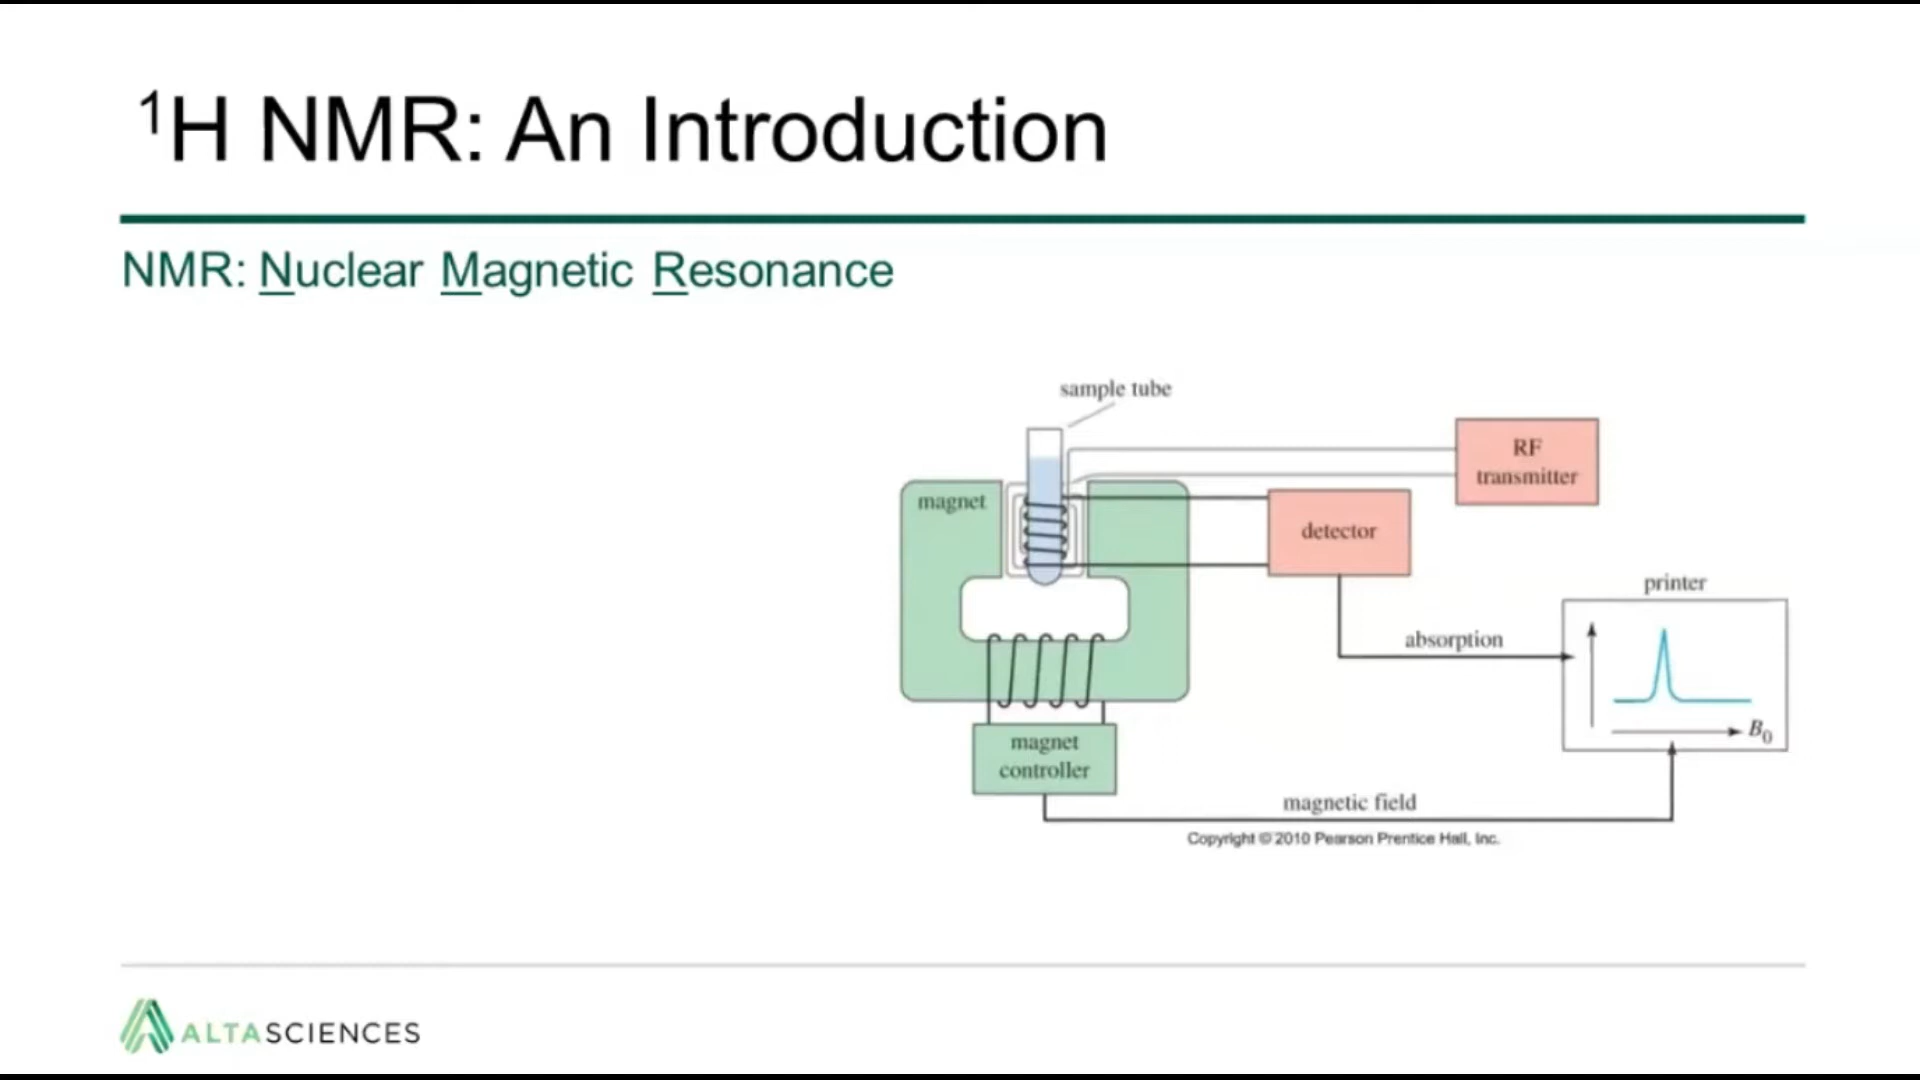 ¹H NMR: An Introduction
NMR: Nuclear Magnetic Resonance
sample tube
RF
transmitter
magnet
detector
printer
absorption
B₀
magnet
controller
magnetic field
Copyright © 2010 Pearson Prentice Hall, Inc.
ALTASCIENCES